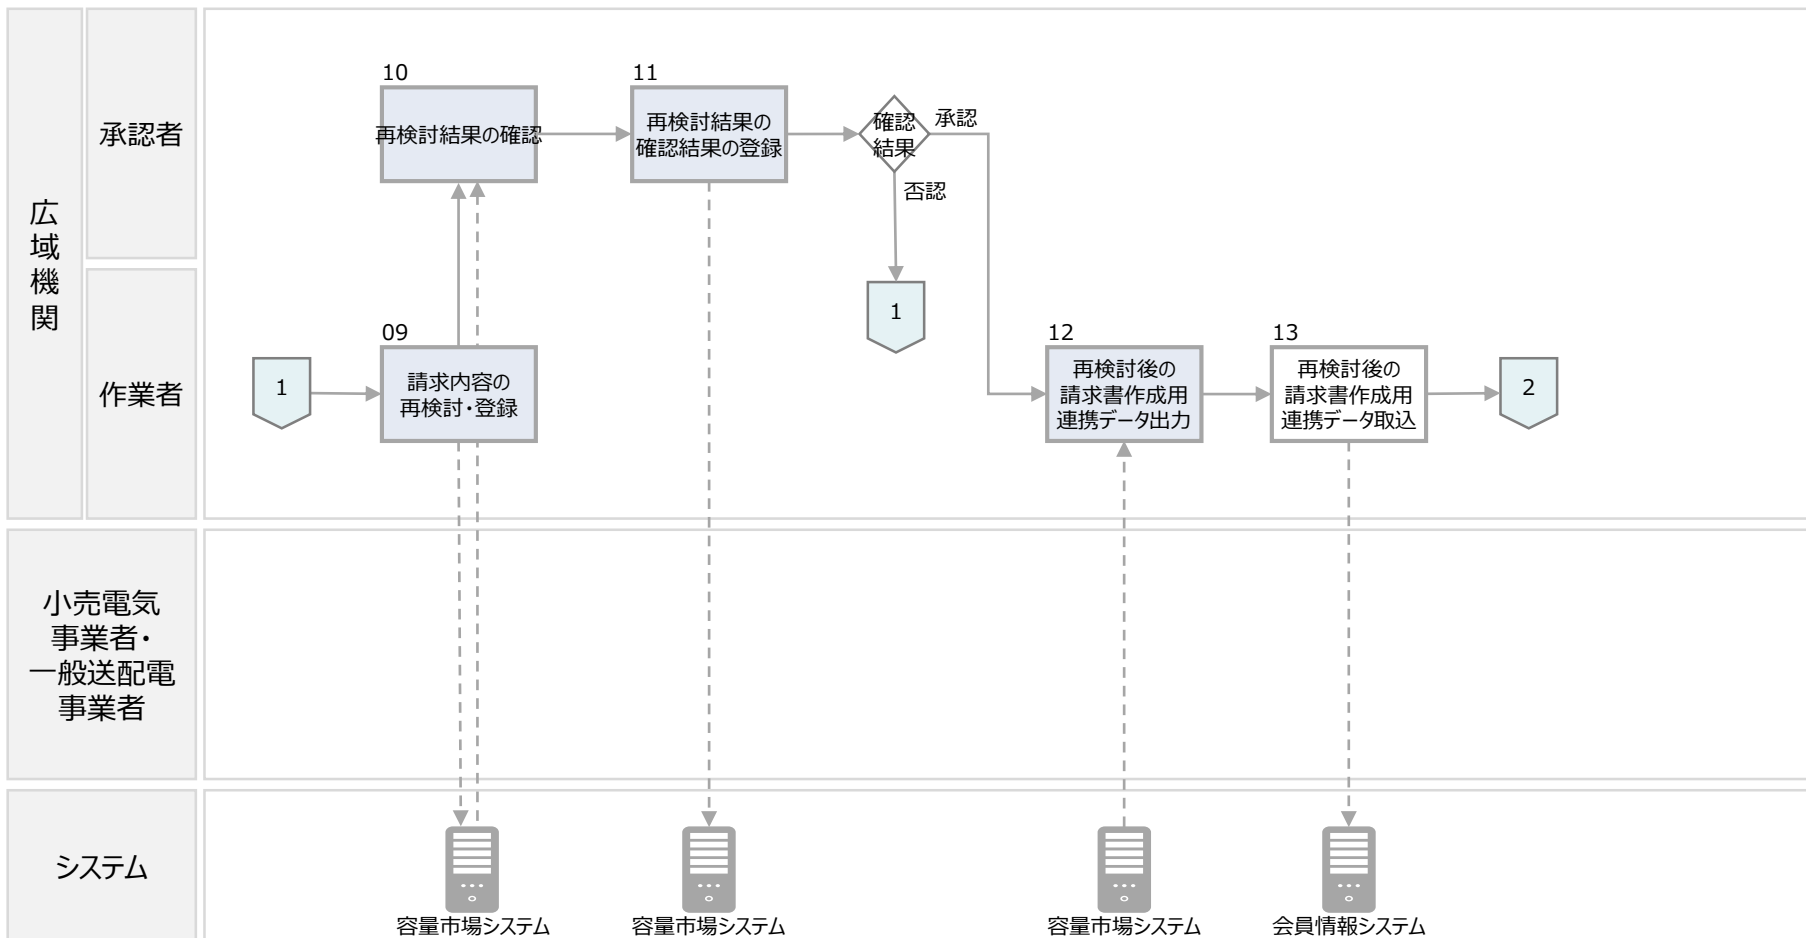 広
域
機
関
承認者
10
再検討結果の確認
11
再検討結果の
確認結果の登録
確認
結果
承認
否認
1
作業者
1
09
請求内容の
再検討・登録
12
再検討後の
請求書作成用
連携データ出力
13
再検討後の
請求書作成用
連携データ取込
2
小売電気
事業者・
一般送配電
事業者
システム
容量市場システム
容量市場システム
容量市場システム
会員情報システム